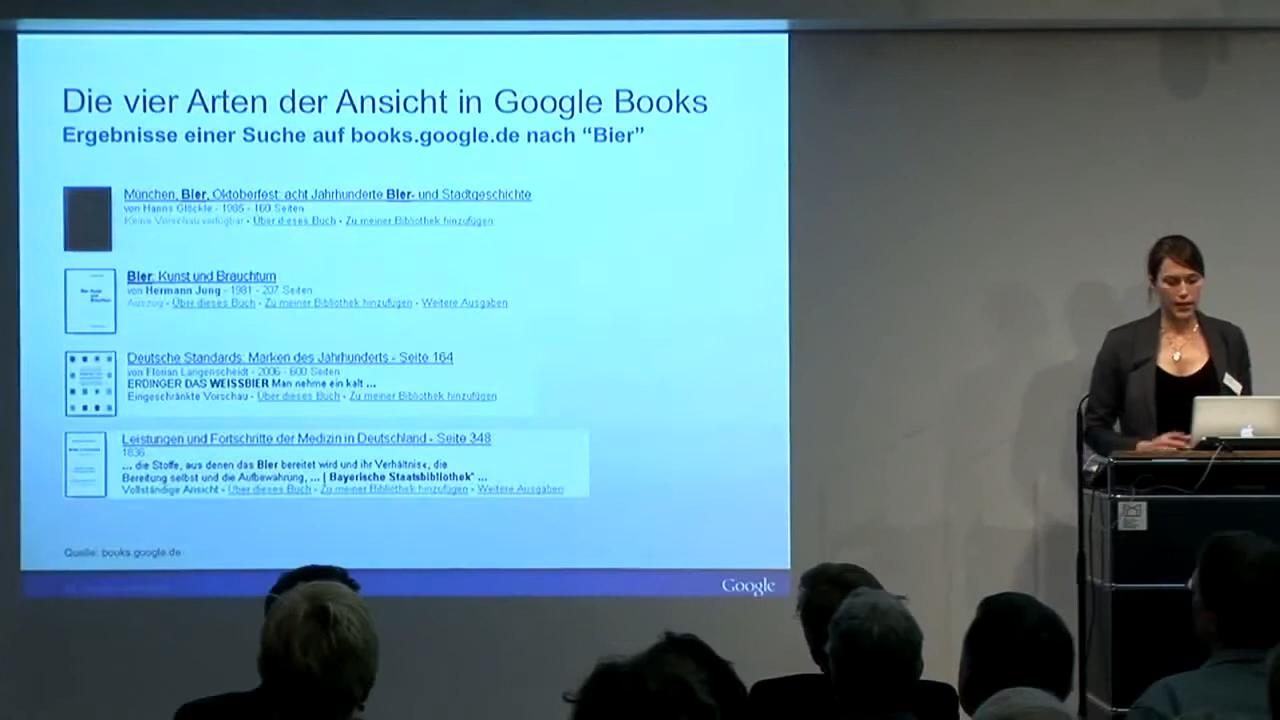 Die vier Arten der Ansicht in Google Books
Ergebnisse einer Suche auf books.google.de nach “Bier”
München, Bier, Oktoberfest: acht Jahrhunderte Bier- und Stadtgeschichte
von Hanns Glöckle - 1985 - 160 Seiten
Keine Vorschau verfügbar - Über dieses Buch - Zu meiner Bibliothek hinzufügen
Bier: Kunst und Brauchtum
von Hermann Jung - 1981 - 207 Seiten
Auszug - Über dieses Buch - Zu meiner Bibliothek hinzufügen - Weitere Ausgaben
Deutsche Standards: Marken des Jahrhunderts - Seite 164
von Florian Langenscheidt - 2006 - 600 Seiten
ERDINGER DAS WEISSBIER Man nehme ein kalt ...
Eingeschränkte Vorschau - Über dieses Buch - Zu meiner Bibliothek hinzufügen
Leistungen und Fortschritte der Medizin in Deutschland - Seite 348
1836
... die Stoffe, aus denen das Bier bereitet wird und ihr Verhältnis«, die
Bereitung selbst und die Aufbewahrung, ... [ Bayerische Staatsbibliothek" ...
Vollständige Ansicht - Über dieses Buch - Zu meiner Bibliothek hinzufügen - Weitere Ausgaben
Quelle: books.google.de
Google